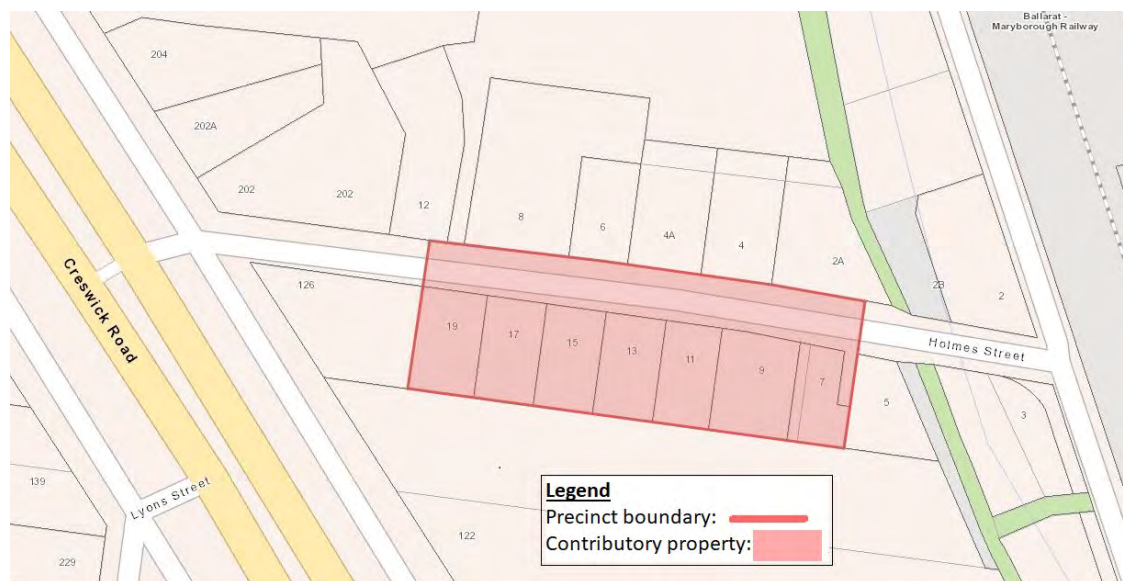 Ballarat -
Maryborough Railway
204
202A
202
202
12
8
6
4A
4
2A
2B
2
126
Creswick Road
19
17
15
13
11
9
7
Holmes Street
5
3
139
Lyons Street
122
229
Legend
Precinct boundary:
Contributory property: